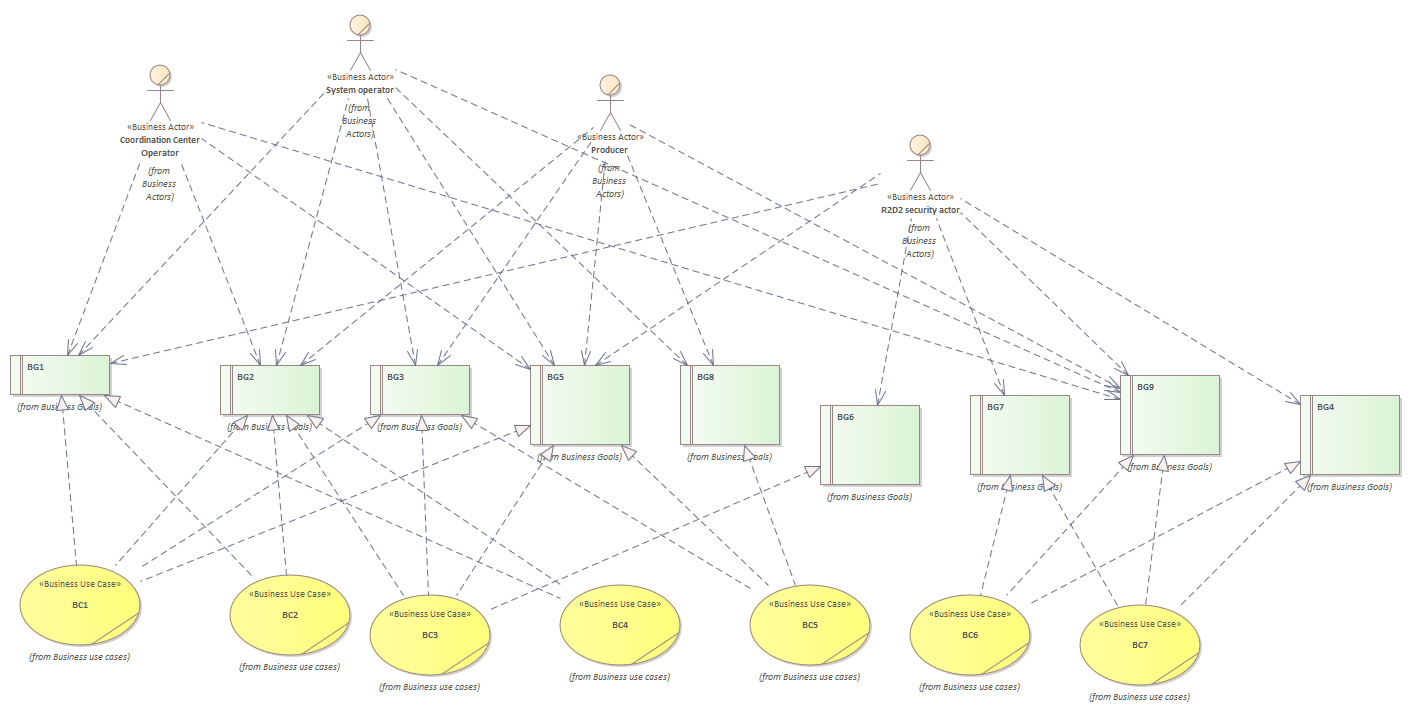 «Business Actor»
System operator
(from
Business
Actors)
«Business Actor»
Coordination Center
Operator
(from
Business
Actors)
«Business Actor»
Producer
(from
Business
Actors)
«Business Actor»
R2D2 security actor
(from
Business
Actors)
BG1
(from Business Goals)
BG2
(from Business Goals)
BG3
(from Business Goals)
BG5
(from Business Goals)
BG8
(from Business Goals)
BG6
(from Business Goals)
BG7
(from Business Goals)
BG9
(from Business Goals)
BG4
(from Business Goals)
«Business Use Case»
BC1
(from Business use cases)
«Business Use Case»
BC2
(from Business use cases)
«Business Use Case»
BC3
(from Business use cases)
«Business Use Case»
BC4
(from Business use cases)
«Business Use Case»
BC5
(from Business use cases)
«Business Use Case»
BC6
(from Business use cases)
«Business Use Case»
BC7
(from Business use cases)